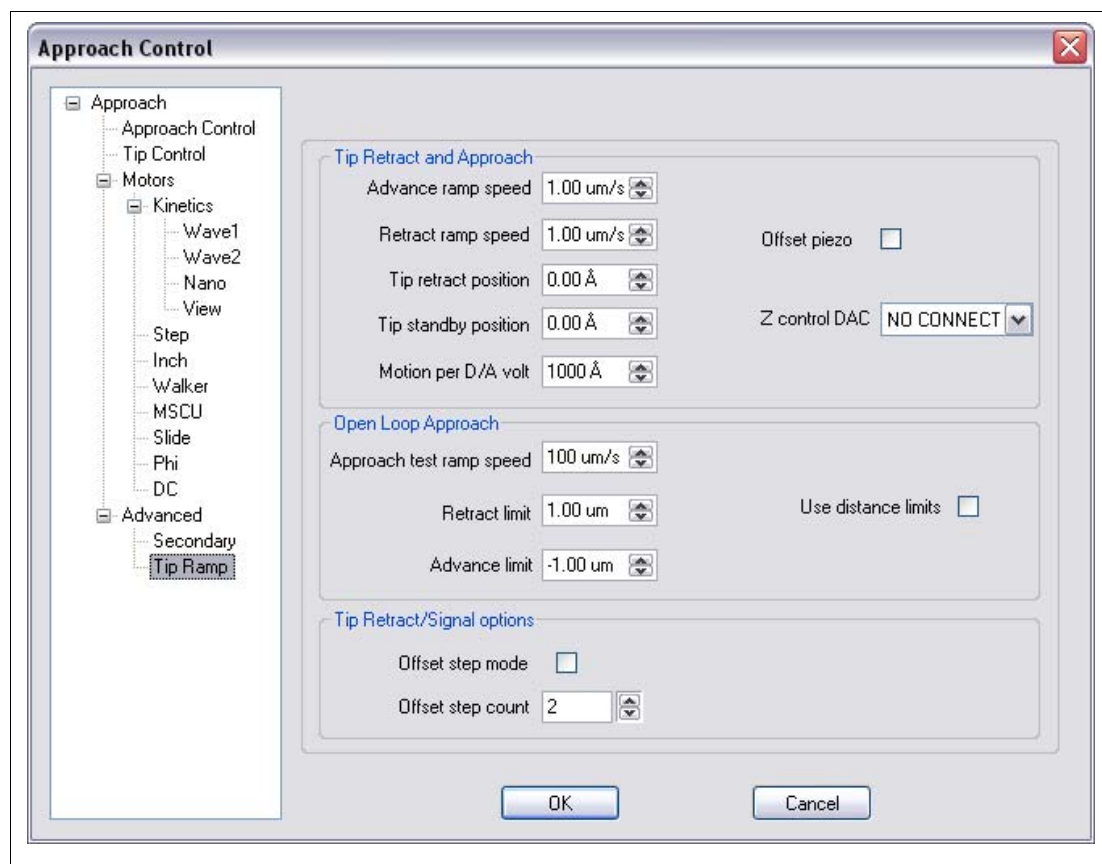 Approach Control
Approach
Approach Control
Tip Control
Motors
Kinetics
Wave1
Wave2
Nano
View
Step
Inch
Walker
MSCU
Slide
Phi
DC
Advanced
Secondary
Tip Ramp
Tip Retract and Approach
Advance ramp speed 1.00 um/s
Retract ramp speed 1.00 um/s
Offset piezo
Tip retract position 0.00 Å
Tip standby position 0.00 Å
Z control DAC NO CONNECT
Motion per D/A volt 1000 Å
Open Loop Approach
Approach test ramp speed 100 um/s
Retract limit 1.00 um
Use distance limits
Advance limit -1.00 um
Tip Retract/Signal options
Offset step mode
Offset step count 2
OK Cancel